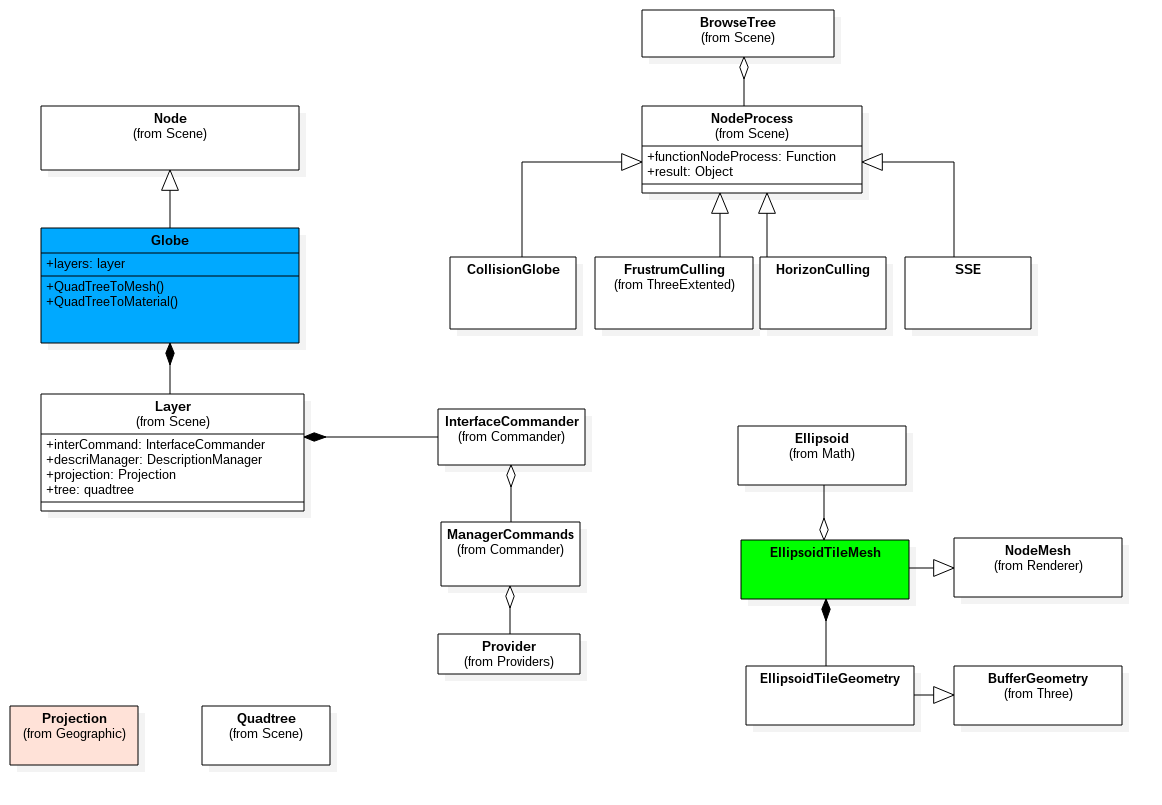 BrowseTree
(from Scene)
Node
(from Scene)
NodeProcess
(from Scene)
+functionNodeProcess: Function
+result: Object
Globe
+layers: layer
+QuadTreeToMesh()
+QuadTreeToMaterial()
CollisionGlobe
FrustrumCulling
(from ThreeExtented)
HorizonCulling
SSE
Layer
(from Scene)
+interCommand: InterfaceCommander
+descriManager: DescriptionManager
+projection: Projection
+tree: quadtree
InterfaceCommander
(from Commander)
Ellipsoid
(from Math)
ManagerCommands
(from Commander)
EllipsoidTileMesh
NodeMesh
(from Renderer)
Provider
(from Providers)
EllipsoidTileGeometry
BufferGeometry
(from Three)
Projection
(from Geographic)
Quadtree
(from Scene)